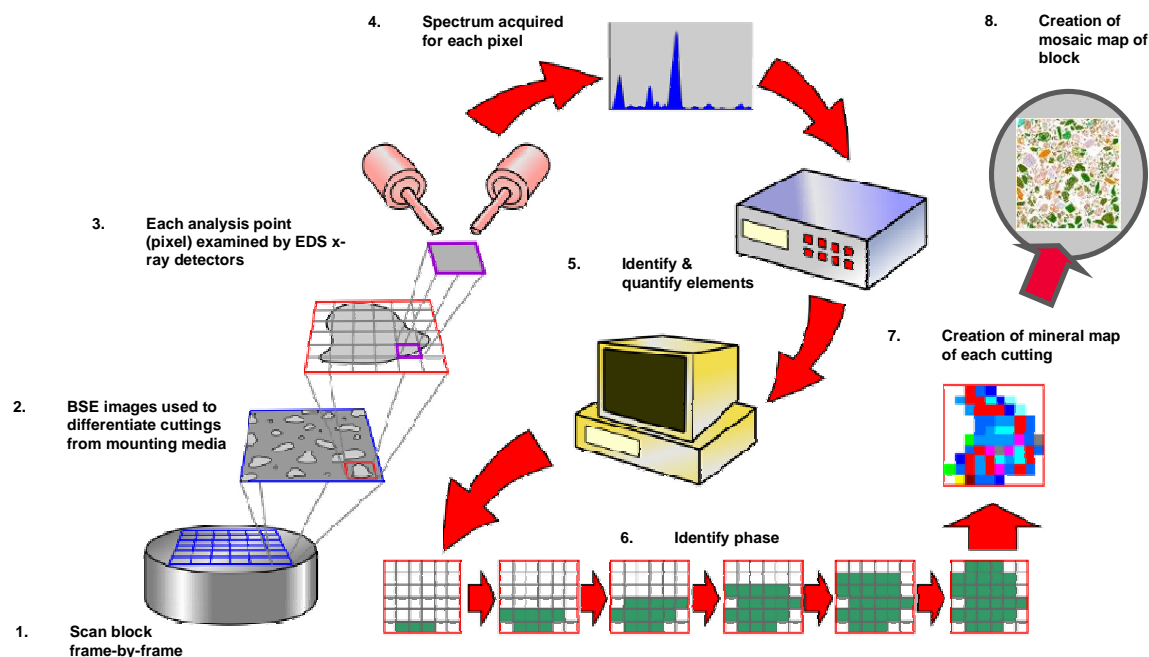 1. Scan block
frame-by-frame
2. BSE images used to
differentiate cuttings
from mounting media
3. Each analysis point
(pixel) examined by EDS x-
ray detectors
4. Spectrum acquired
for each pixel
5. Identify &
quantify elements
6. Identify phase
7. Creation of mineral map
of each cutting
8. Creation of
mosaic map of
block